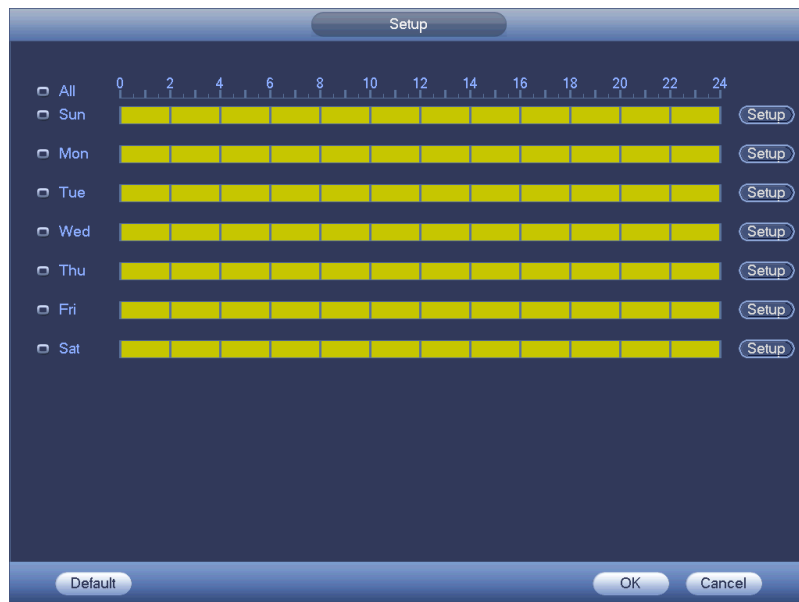 Setup
All 0 2 4 6 8 10 12 14 16 18 20 22 24
Sun Setup
Mon Setup
Tue Setup
Wed Setup
Thu Setup
Fri Setup
Sat Setup
Default OK Cancel